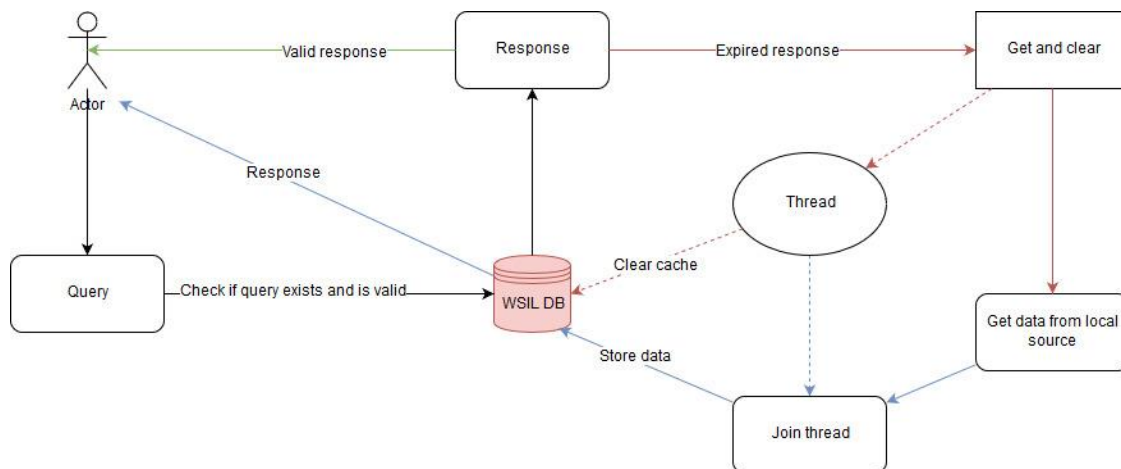 Valid response
Response
Expired response
Get and clear
Actor
Response
Thread
Clear cache
Query
Check if query exists and is valid
WSIL DB
Get data from local
source
Store data
Join thread